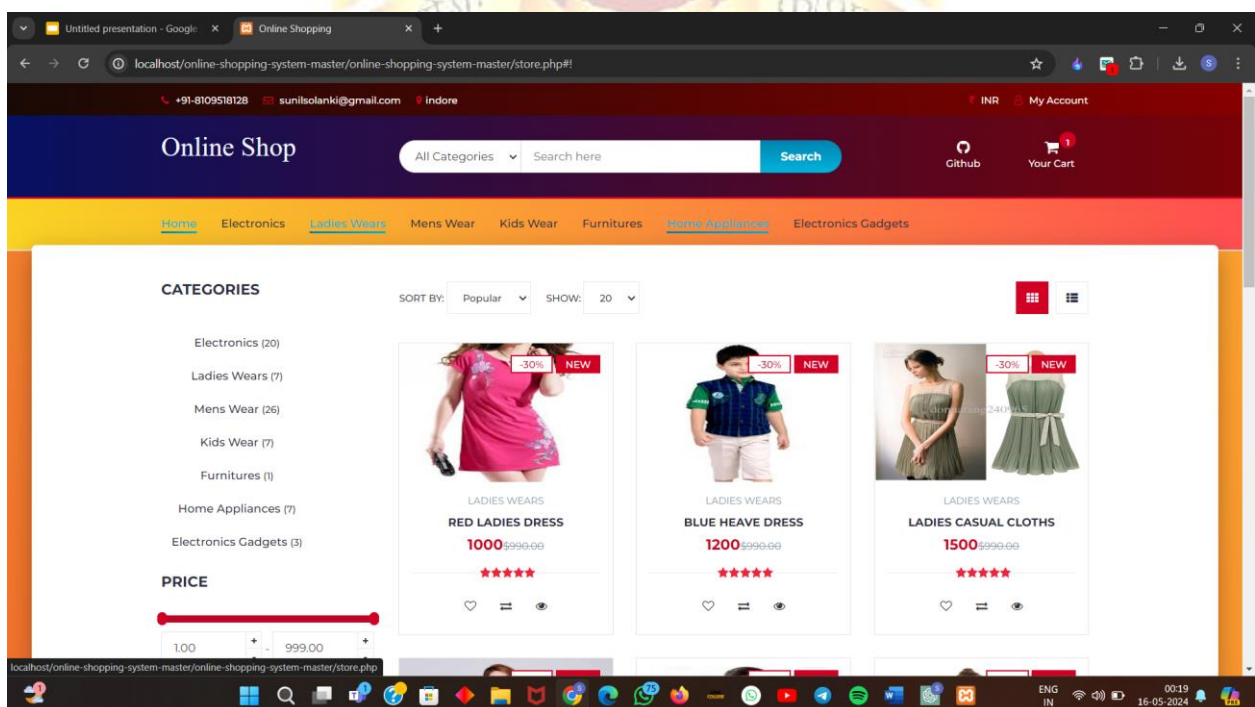 Untitled presentation - Google
Online Shopping
localhost/online-shopping-system-master/online-shopping-system-master/store.php#!
+91-8109518128 sunilsolanki@gmail.com indore
₹ INR My Account
Online Shop
All Categories Search here Search
Github
1
Your Cart
Home Electronics Ladies Wears Mens Wear Kids Wear Furnitures Home Appliances Electronics Gadgets
CATEGORIES
Electronics (20)
Ladies Wears (7)
Mens Wear (26)
Kids Wear (7)
Furnitures (1)
Home Appliances (7)
Electronics Gadgets (3)
PRICE
1.00 + - 999.00 +
SORT BY: Popular SHOW: 20
-30% NEW
LADIES WEARS
RED LADIES DRESS
1000 $990.00
-30% NEW
LADIES WEARS
BLUE HEAVE DRESS
1200 $990.00
-30% NEW
LADIES WEARS
LADIES CASUAL CLOTHS
1500 $990.00
localhost/online-shopping-system-master/online-shopping-system-master/store.php
75
ENG
IN
00:19
16-05-2024